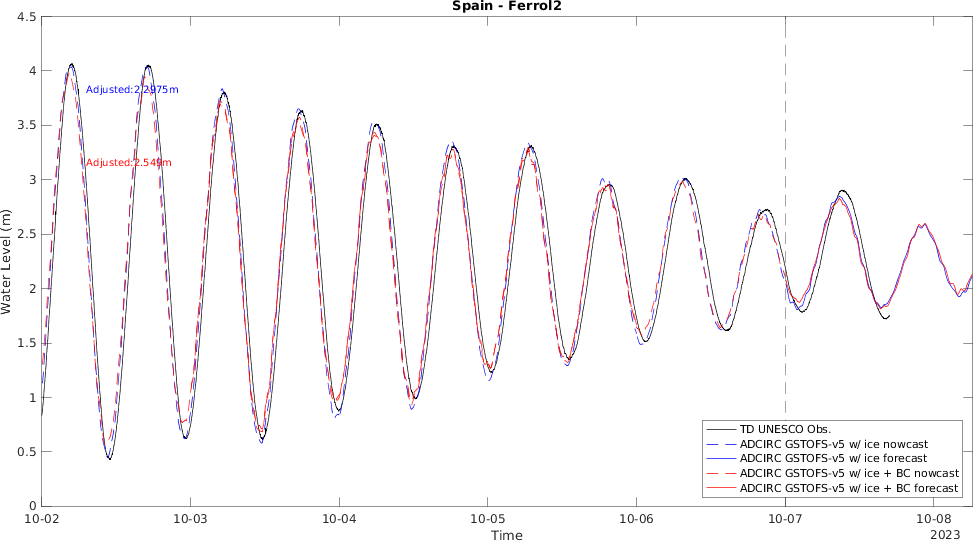 Spain - Ferrol2
4.5
4
3.5
3
2.5
2
1.5
1
0.5
0
Water Level (m)
Adjusted:2.2975m
Adjusted:2.549m
TD UNESCO Obs.
ADCIRC GSTOFS-v5 w/ ice nowcast
ADCIRC GSTOFS-v5 w/ ice forecast
ADCIRC GSTOFS-v5 w/ ice + BC nowcast
ADCIRC GSTOFS-v5 w/ ice + BC forecast
10-02 10-03 10-04 10-05 10-06 10-07 10-08
Time
2023